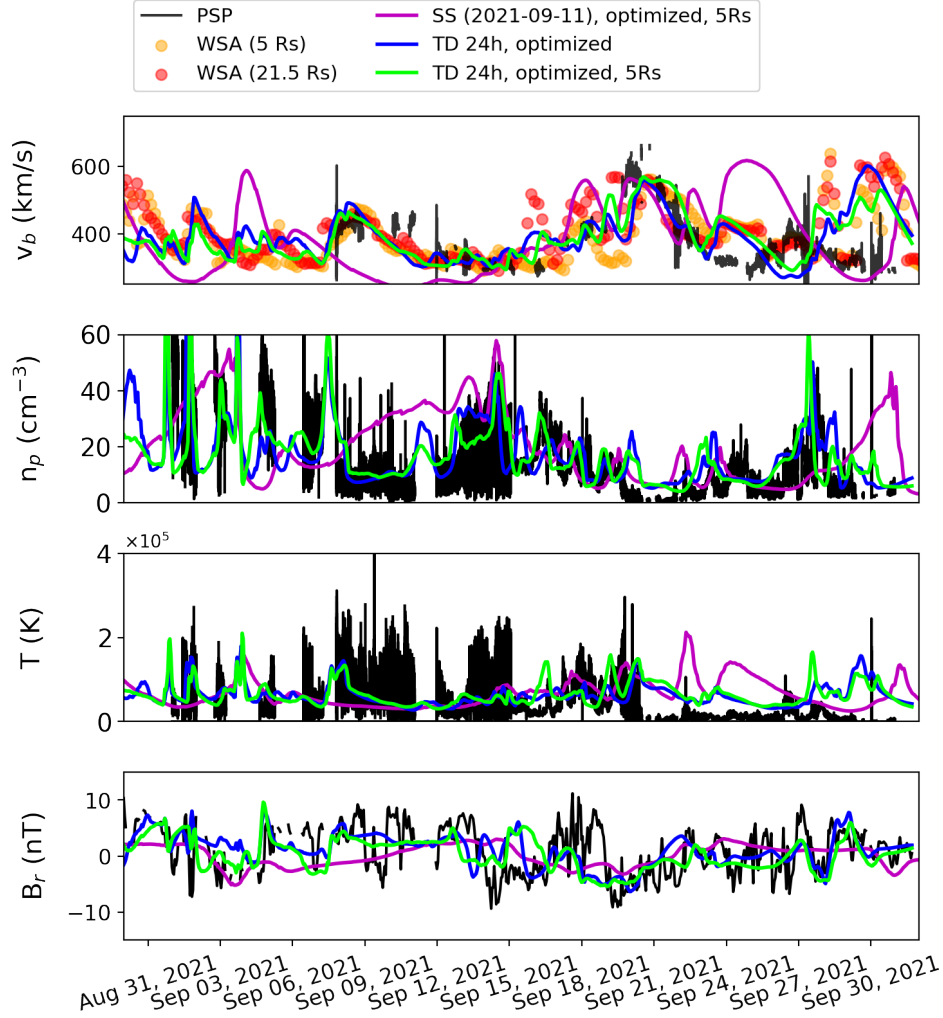 PSP
WSA (5 Rs)
WSA (21.5 Rs)
SS (2021-09-11), optimized, 5Rs
TD 24h, optimized
TD 24h, optimized, 5Rs
v_b (km/s)
600
400
n_p (cm⁻³)
60
40
20
0
×10⁵
T (K)
4
2
0
B_r (nT)
10
0
−10
Aug 31, 2021
Sep 03, 2021
Sep 06, 2021
Sep 09, 2021
Sep 12, 2021
Sep 15, 2021
Sep 18, 2021
Sep 21, 2021
Sep 24, 2021
Sep 27, 2021
Sep 30, 2021